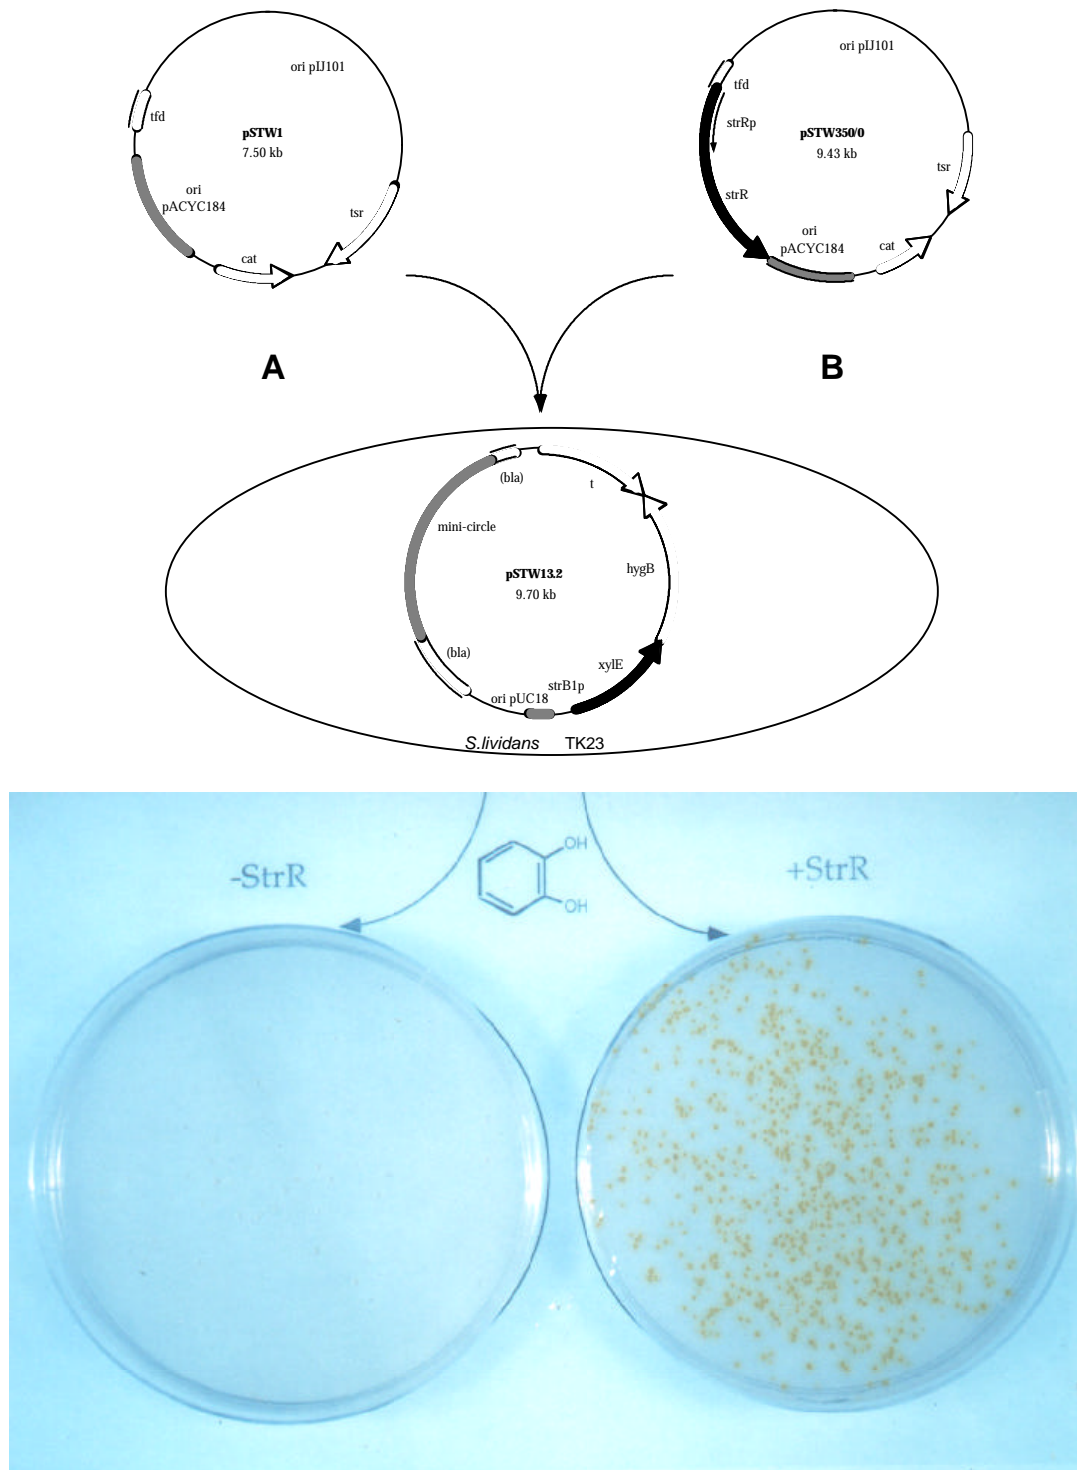 ori pIJ101
tfd
pSTW1
7.50 kb
ori
pACYC184
tsr
cat
A
ori pIJ101
tfd
strRp
pSTW350/0
9.43 kb
tsr
strR
ori
pACYC184
cat
B
(bla)
t
mini-circle
pSTW13.2
9.70 kb
hygB
(bla)
xylE
strB1p
ori pUC18
S.lividans TK23
-StrR
OH
OH
+StrR